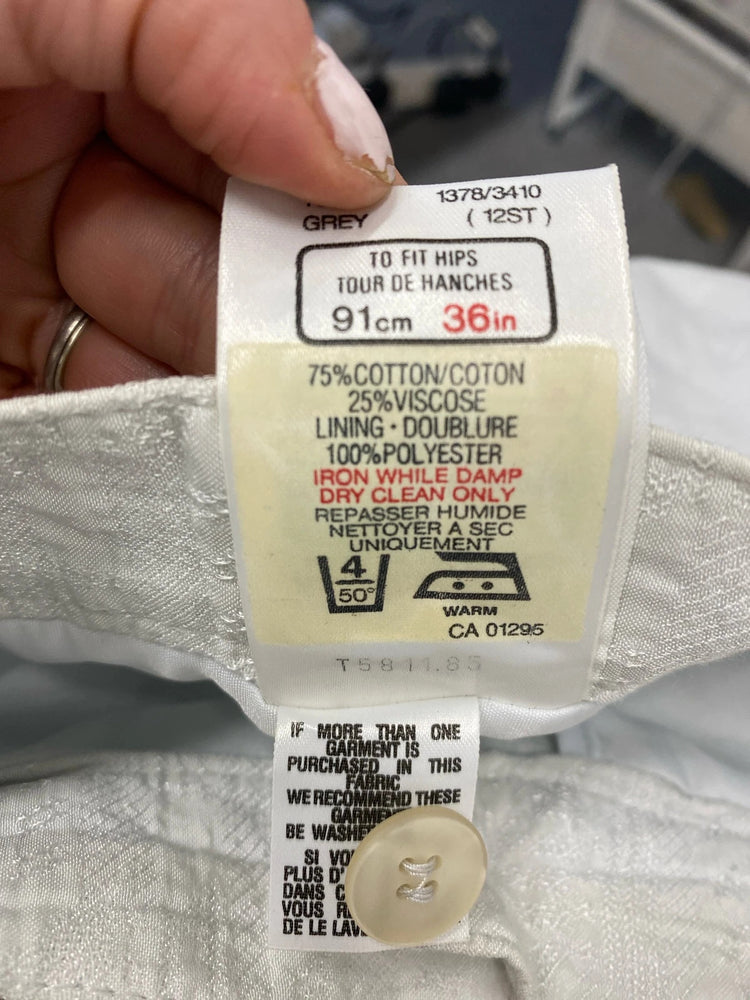 1378/3410
GREY (12ST)
TO FIT HIPS
TOUR DE HANCHES
91cm 36in
75%COTTON/COTON
25%VISCOSE
LINING·DOUBLURE
100%POLYESTER
IRON WHILE DAMP
DRY CLEAN ONLY
REPASSER HUMIDE
NETTOYER A SEC
UNIQUEMENT
4
50°
WARM
CA 01295
T5811.85
IF MORE THAN ONE
GARMENT IS
PURCHASED IN THIS
FABRIC
WE RECOMMEND THESE
BE
SI
PLUS
DANS
VOUS
DE LE